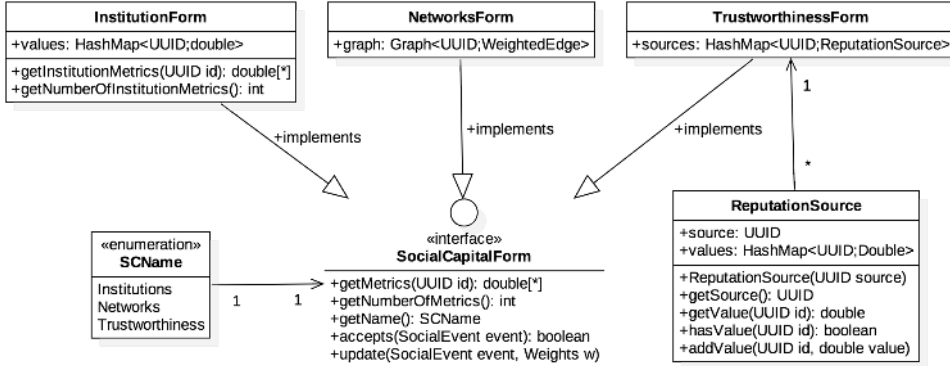 InstitutionForm
+values: HashMap<UUID;double>
+getInstitutionMetrics(UUID id): double[*]
+getNumberOfInstitutionMetrics(): int
NetworksForm
+graph: Graph<UUID;WeightedEdge>
TrustworthinessForm
+sources: HashMap<UUID;ReputationSource>
+implements
+implements
+implements
1
*
ReputationSource
+source: UUID
+values: HashMap<UUID;Double>
+ReputationSource(UUID source)
+getSource(): UUID
+getValue(UUID id): double
+hasValue(UUID id): boolean
+addValue(UUID id, double value)
«enumeration»
SCName
Institutions
Networks
Trustworthiness
1
1
«interface»
SocialCapitalForm
+getMetrics(UUID id): double[*]
+getNumberOfMetrics(): int
+getName(): SCName
+accepts(SocialEvent event): boolean
+update(SocialEvent event, Weights w)